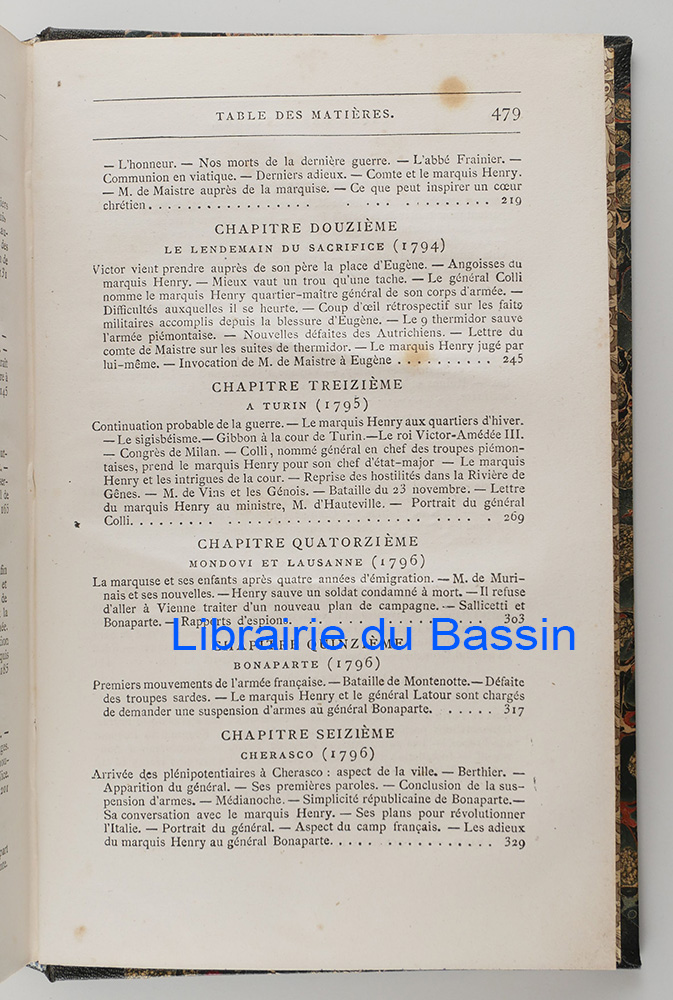 TABLE DES MATIÈRES. 479
— L'honneur. — Nos morts de la dernière guerre. — L'abbé Frainier. —
Communion en viatique. — Derniers adieux. — Comte et le marquis Henry.
— M. de Maistre auprès de la marquise. — Ce que peut inspirer un cœur
chrétien. . . . . . . . . . . . . . . . . . . . . . . . . . . 219
CHAPITRE DOUZIÈME
LE LENDEMAIN DU SACRIFICE (1794)
Victor vient prendre auprès de son père la place d'Eugène. — Angoisses du
marquis Henry. — Mieux vaut un trou qu'une tache. — Le général Colli
nomme le marquis Henry quartier-maître général de son corps d'armée. —
Difficultés auxquelles il se heurte. — Coup d'œil rétrospectif sur les faits
militaires accomplis depuis la blessure d'Eugène. — Le 9 thermidor sauve
l'armée piémontaise. — Nouvelles défaites des Autrichiens. — Lettre du
comte de Maistre sur les suites de thermidor. — Le marquis Henry jugé par
lui-même. — Invocation de M. de Maistre à Eugène . . . . . . . . . . 245
CHAPITRE TREIZIÈME
A TURIN (1795)
Continuation probable de la guerre. — Le marquis Henry aux quartiers d'hiver.
— Le sigisbéisme. — Gibbon à la cour de Turin. — Le roi Victor-Amédée III.
— Congrès de Milan. — Colli, nommé général en chef des troupes piémon-
taises, prend le marquis Henry pour son chef d'état-major — Le marquis
Henry et les intrigues de la cour. — Reprise des hostilités dans la Rivière de
Gênes. — M. de Vins et les Génois. — Bataille du 23 novembre. — Lettre
du marquis Henry au ministre, M. d'Hauteville. — Portrait du général
Colli. . . . . . . . . . . . . . . . . . . . . . . . . . . . 269
CHAPITRE QUATORZIÈME
MONDOVI ET LAUSANNE (1796)
La marquise et ses enfants après quatre années d'émigration. — M. de Muri-
nais et ses nouvelles. — Henry sauve un soldat condamné à mort. — Il refuse
d'aller à Vienne traiter d'un nouveau plan de campagne. — Sallicetti et
Bonaparte. — Rapports d'espions. . . . . . . . . . . . . . . . 303
Librairie du Bassin
CHAPITRE QUINZIÈME
BONAPARTE (1796)
Premiers mouvements de l'armée française. — Bataille de Montenotte. — Défaite
des troupes sardes. — Le marquis Henry et le général Latour sont chargés
de demander une suspension d'armes au général Bonaparte. . . . . . 317
CHAPITRE SEIZIÈME
CHERASCO (1796)
Arrivée des plénipotentiaires à Cherasco : aspect de la ville. — Berthier. —
Apparition du général. — Ses premières paroles. — Conclusion de la sus-
pension d'armes. — Médianoche. — Simplicité républicaine de Bonaparte. —
Sa conversation avec le marquis Henry. — Ses plans pour révolutionner
l'Italie. — Portrait du général. — Aspect du camp français. — Les adieux
du marquis Henry au général Bonaparte. . . . . . . . . . . . . . 329